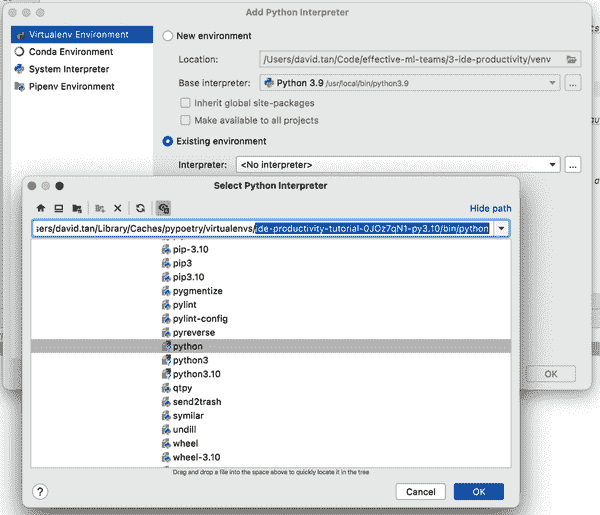 Add Python Interpreter
Virtualenv Environment
Conda Environment
System Interpreter
Pipenv Environment
New environment
Location: /Users/david.tan/Code/effective-ml-teams/3-ide-productivity/venv
Base interpreter: Python 3.9 /usr/local/bin/python3.9 ...
Inherit global site-packages
Make available to all projects
Existing environment
Interpreter: <No interpreter> ...
OK
Select Python Interpreter
Hide path
sers/david.tan/Library/Caches/pypoetry/virtualenvs/ide-productivity-tutorial-0JOz7qN1-py3.10/bin/python
pip-3.10
pip3
pip3.10
pygmentize
pylint
pylint-config
pyreverse
python
python3
python3.10
qtpy
send2trash
symilar
undill
wheel
wheel-3.10
Drag and drop a file into the space above to quickly locate it in the tree
?
Cancel
OK